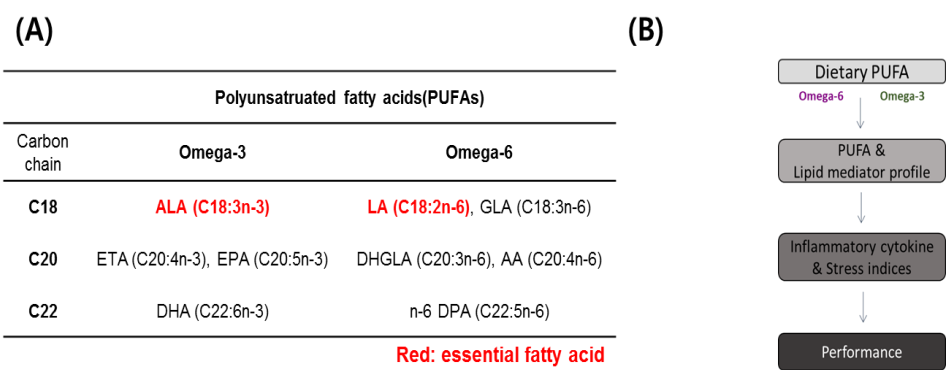 (A)
Polyunsatruated fatty acids(PUFAs)
Carbon
chain
Omega-3
Omega-6
C18
ALA (C18:3n-3)
LA (C18:2n-6), GLA (C18:3n-6)
C20
ETA (C20:4n-3), EPA (C20:5n-3)
DHGLA (C20:3n-6), AA (C20:4n-6)
C22
DHA (C22:6n-3)
n-6 DPA (C22:5n-6)
Red: essential fatty acid
(B)
Dietary PUFA
Omega-6
Omega-3
PUFA &
Lipid mediator profile
Inflammatory cytokine
& Stress indices
Performance